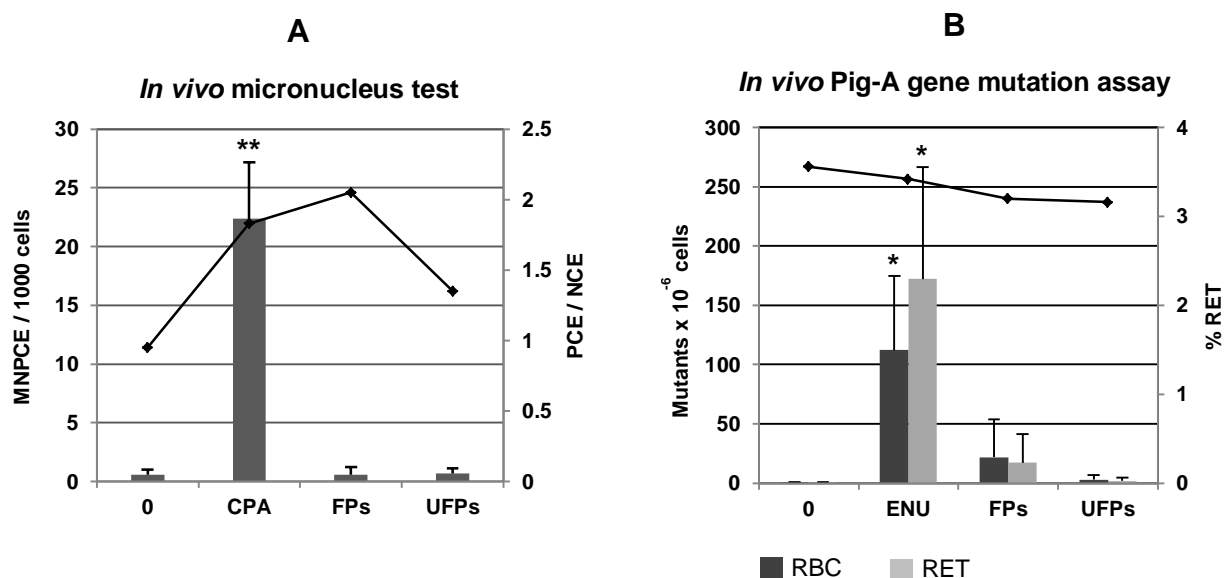 A
In vivo micronucleus test
MNPCE / 1000 cells
30
25
20
15
10
5
0
**
2.5
2
1.5
1
0.5
0
PCE / NCE
0 CPA FPs UFPs
B
In vivo Pig-A gene mutation assay
Mutants x 10-6 cells
300
250
200
150
100
50
0
*
*
4
3
2
1
0
% RET
0 ENU FPs UFPs
RBC RET